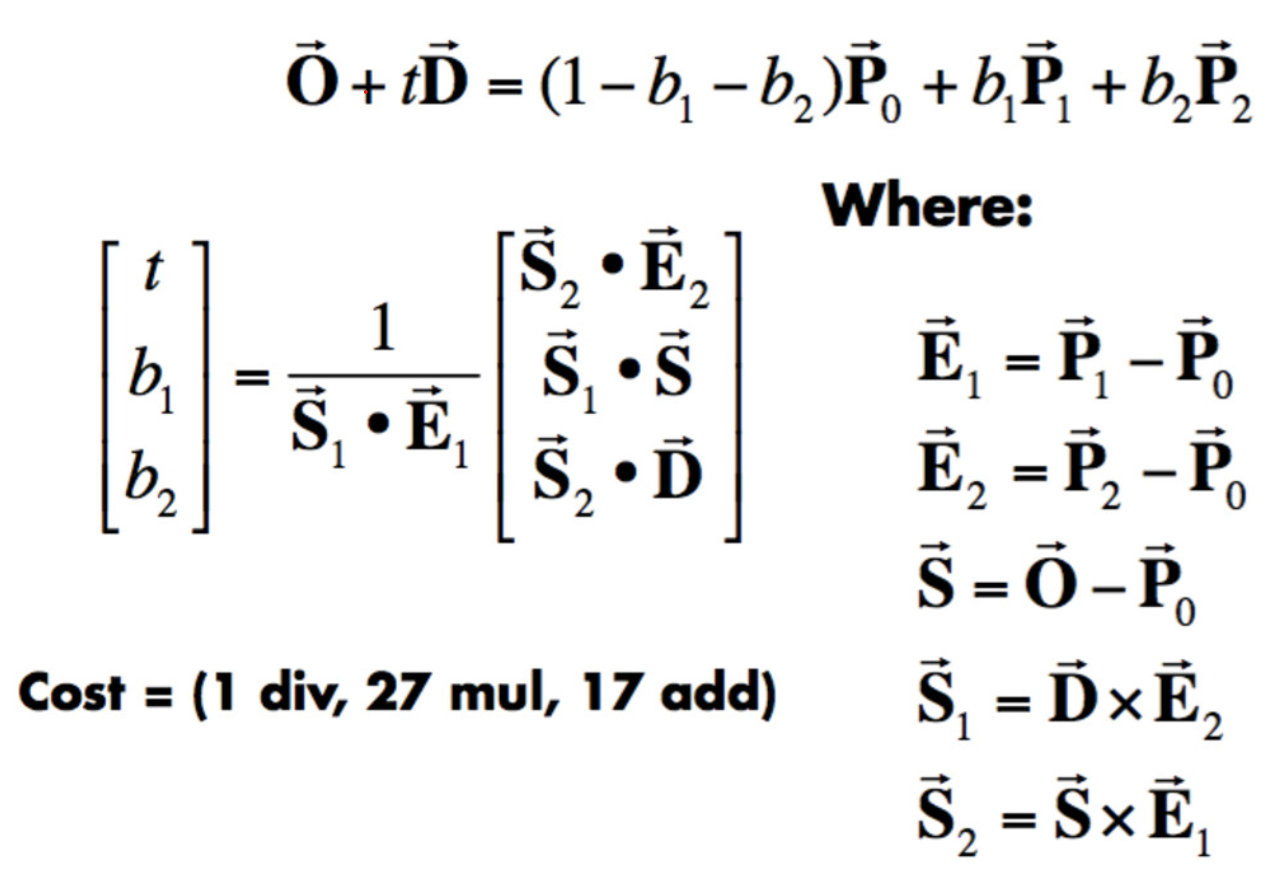 O⃗ + tD⃗ = (1 − b₁ − b₂)P⃗₀ + b₁P⃗₁ + b₂P⃗₂
Where:
[t b₁ b₂] = 1 / (S⃗₁ • E⃗₁) [S⃗₂ • E⃗₂ S⃗₁ • S⃗ S⃗₂ • D⃗]
E⃗₁ = P⃗₁ − P⃗₀
E⃗₂ = P⃗₂ − P⃗₀
S⃗ = O⃗ − P⃗₀
S⃗₁ = D⃗ × E⃗₂
S⃗₂ = S⃗ × E⃗₁
Cost = (1 div, 27 mul, 17 add)